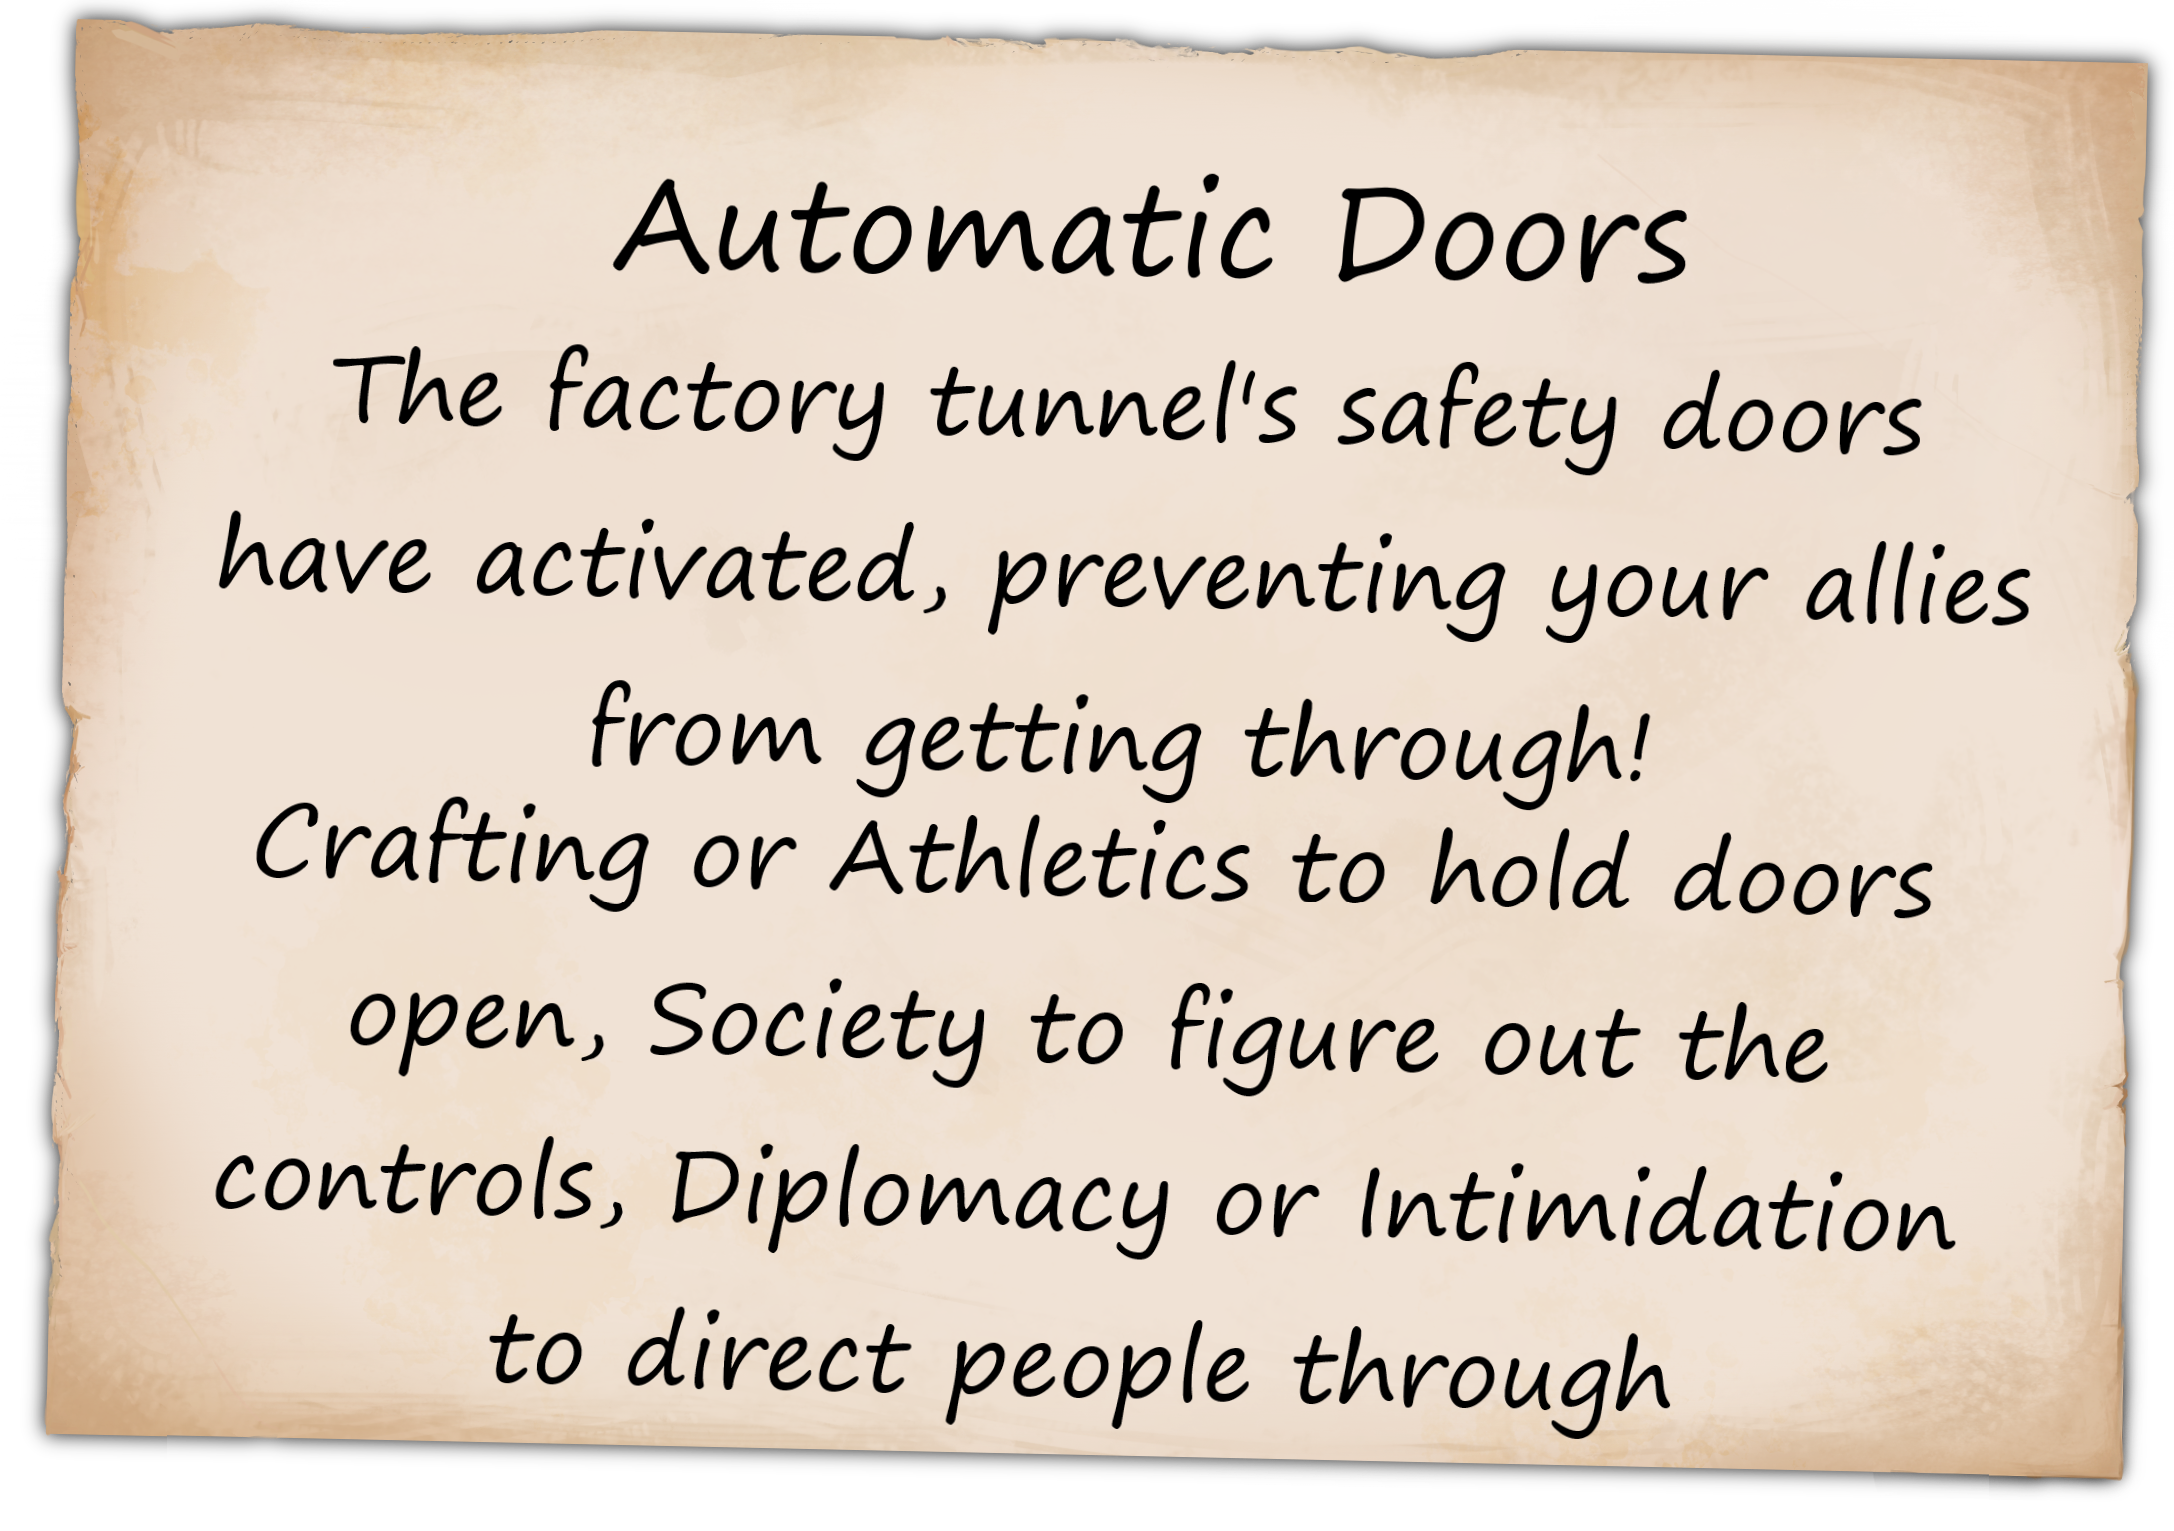 Automatic Doors
The factory tunnel's safety doors
have activated, preventing your allies
from getting through!
Crafting or Athletics to hold doors
open, Society to figure out the
controls, Diplomacy or Intimidation
to direct people through